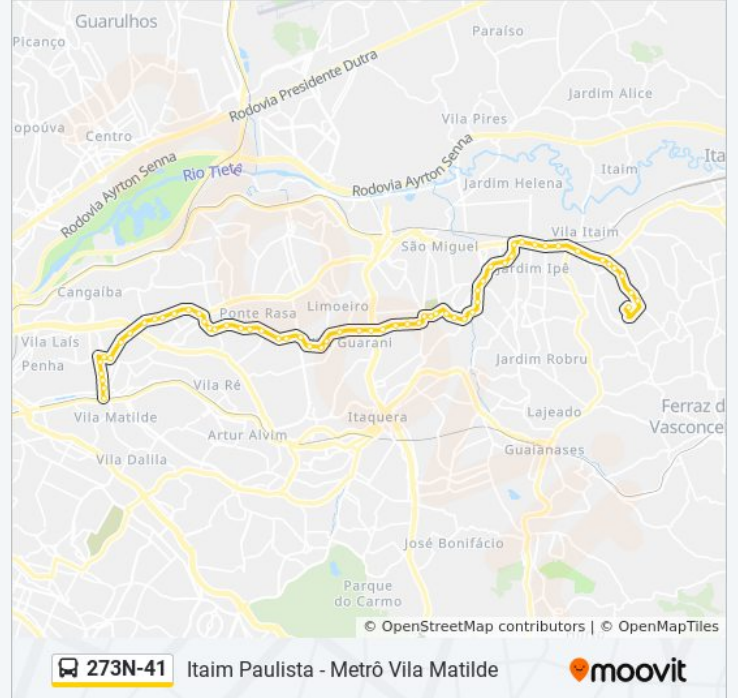 Guarulhos
Picanço
Paraíso
Rodovia Presidente Dutra
Jardim Alice
opoúva
Centro
Vila Pires
Rodovia Ayrton Senna
Rio Tietê
Rodovia Ayrton Senna
Jardim Helena
Itaim
Ita
Vila Itaim
São Miguel
Jardim Ipê
Cangaíba
Ponte Rasa
Limoeiro
Guarani
Vila Laís
Penha
Jardim Robru
Vila Ré
Vila Matilde
Itaquera
Lajeado
Ferraz d
Vasconce
Artur Alvim
Guaianases
Vila Dalila
José Bonifácio
Parque
do Carmo
© OpenStreetMap contributors | © OpenMapTiles
273N-41 Itaim Paulista - Metrô Vila Matilde
moovit